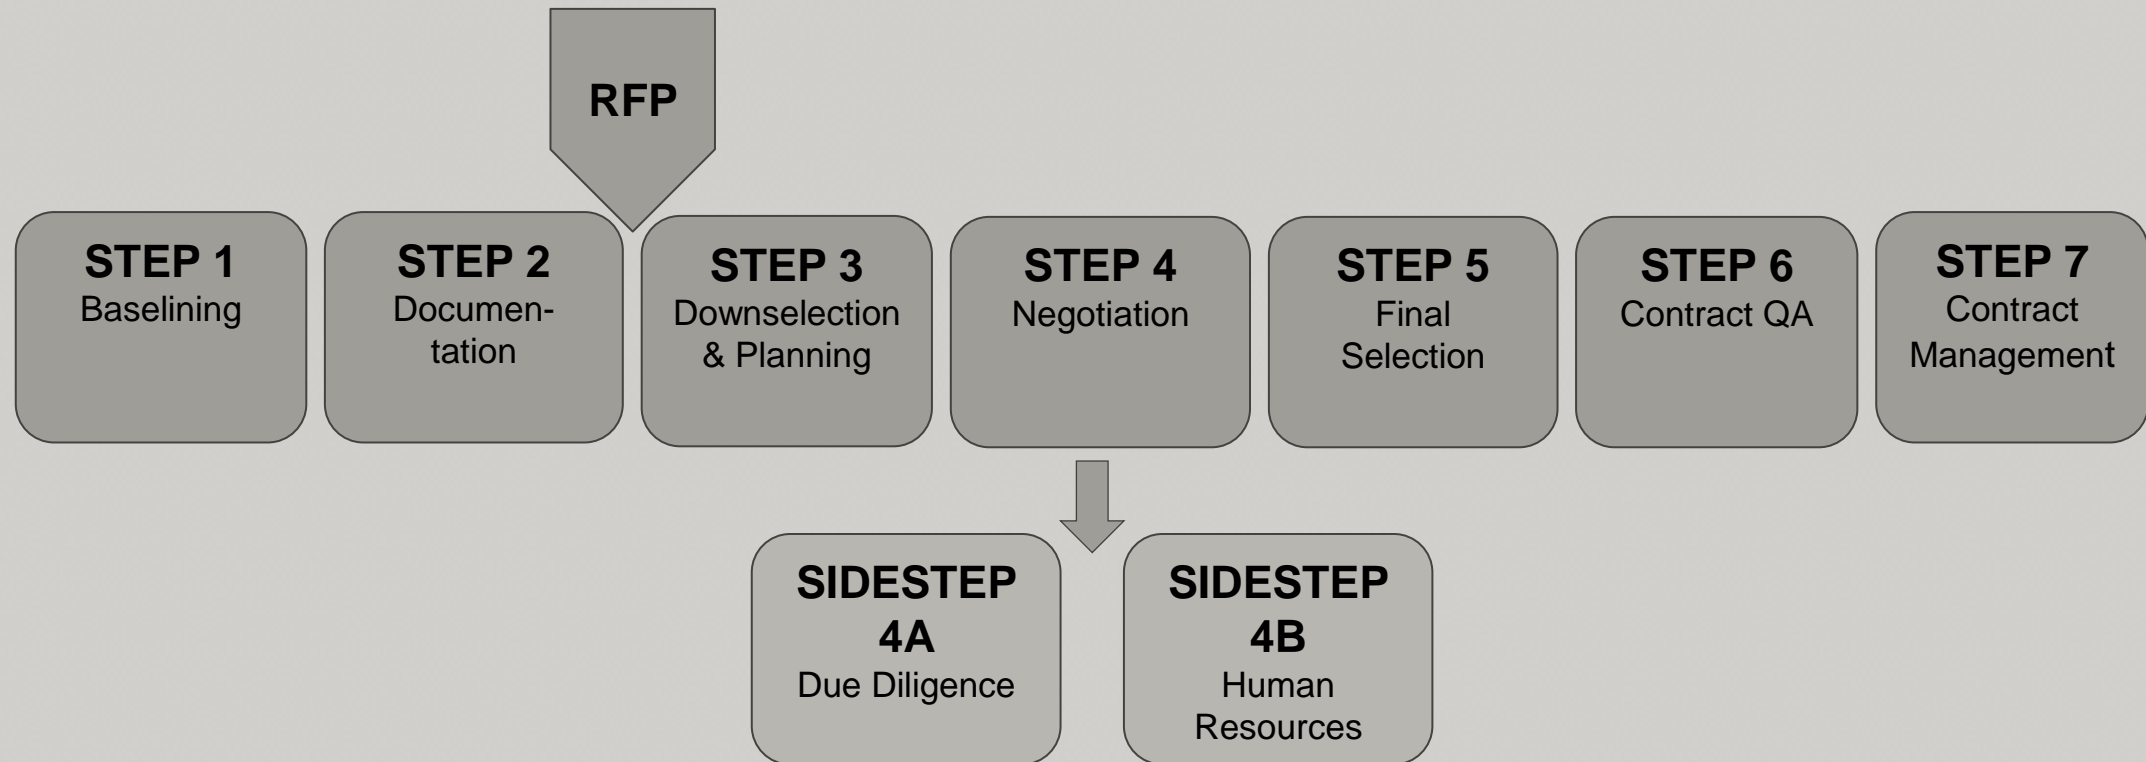 RFP
STEP 1
Baselining
STEP 2
Documen-
tation
STEP 3
Downselection
& Planning
STEP 4
Negotiation
STEP 5
Final
Selection
STEP 6
Contract QA
STEP 7
Contract
Management
SIDESTEP
4A
Due Diligence
SIDESTEP
4B
Human
Resources